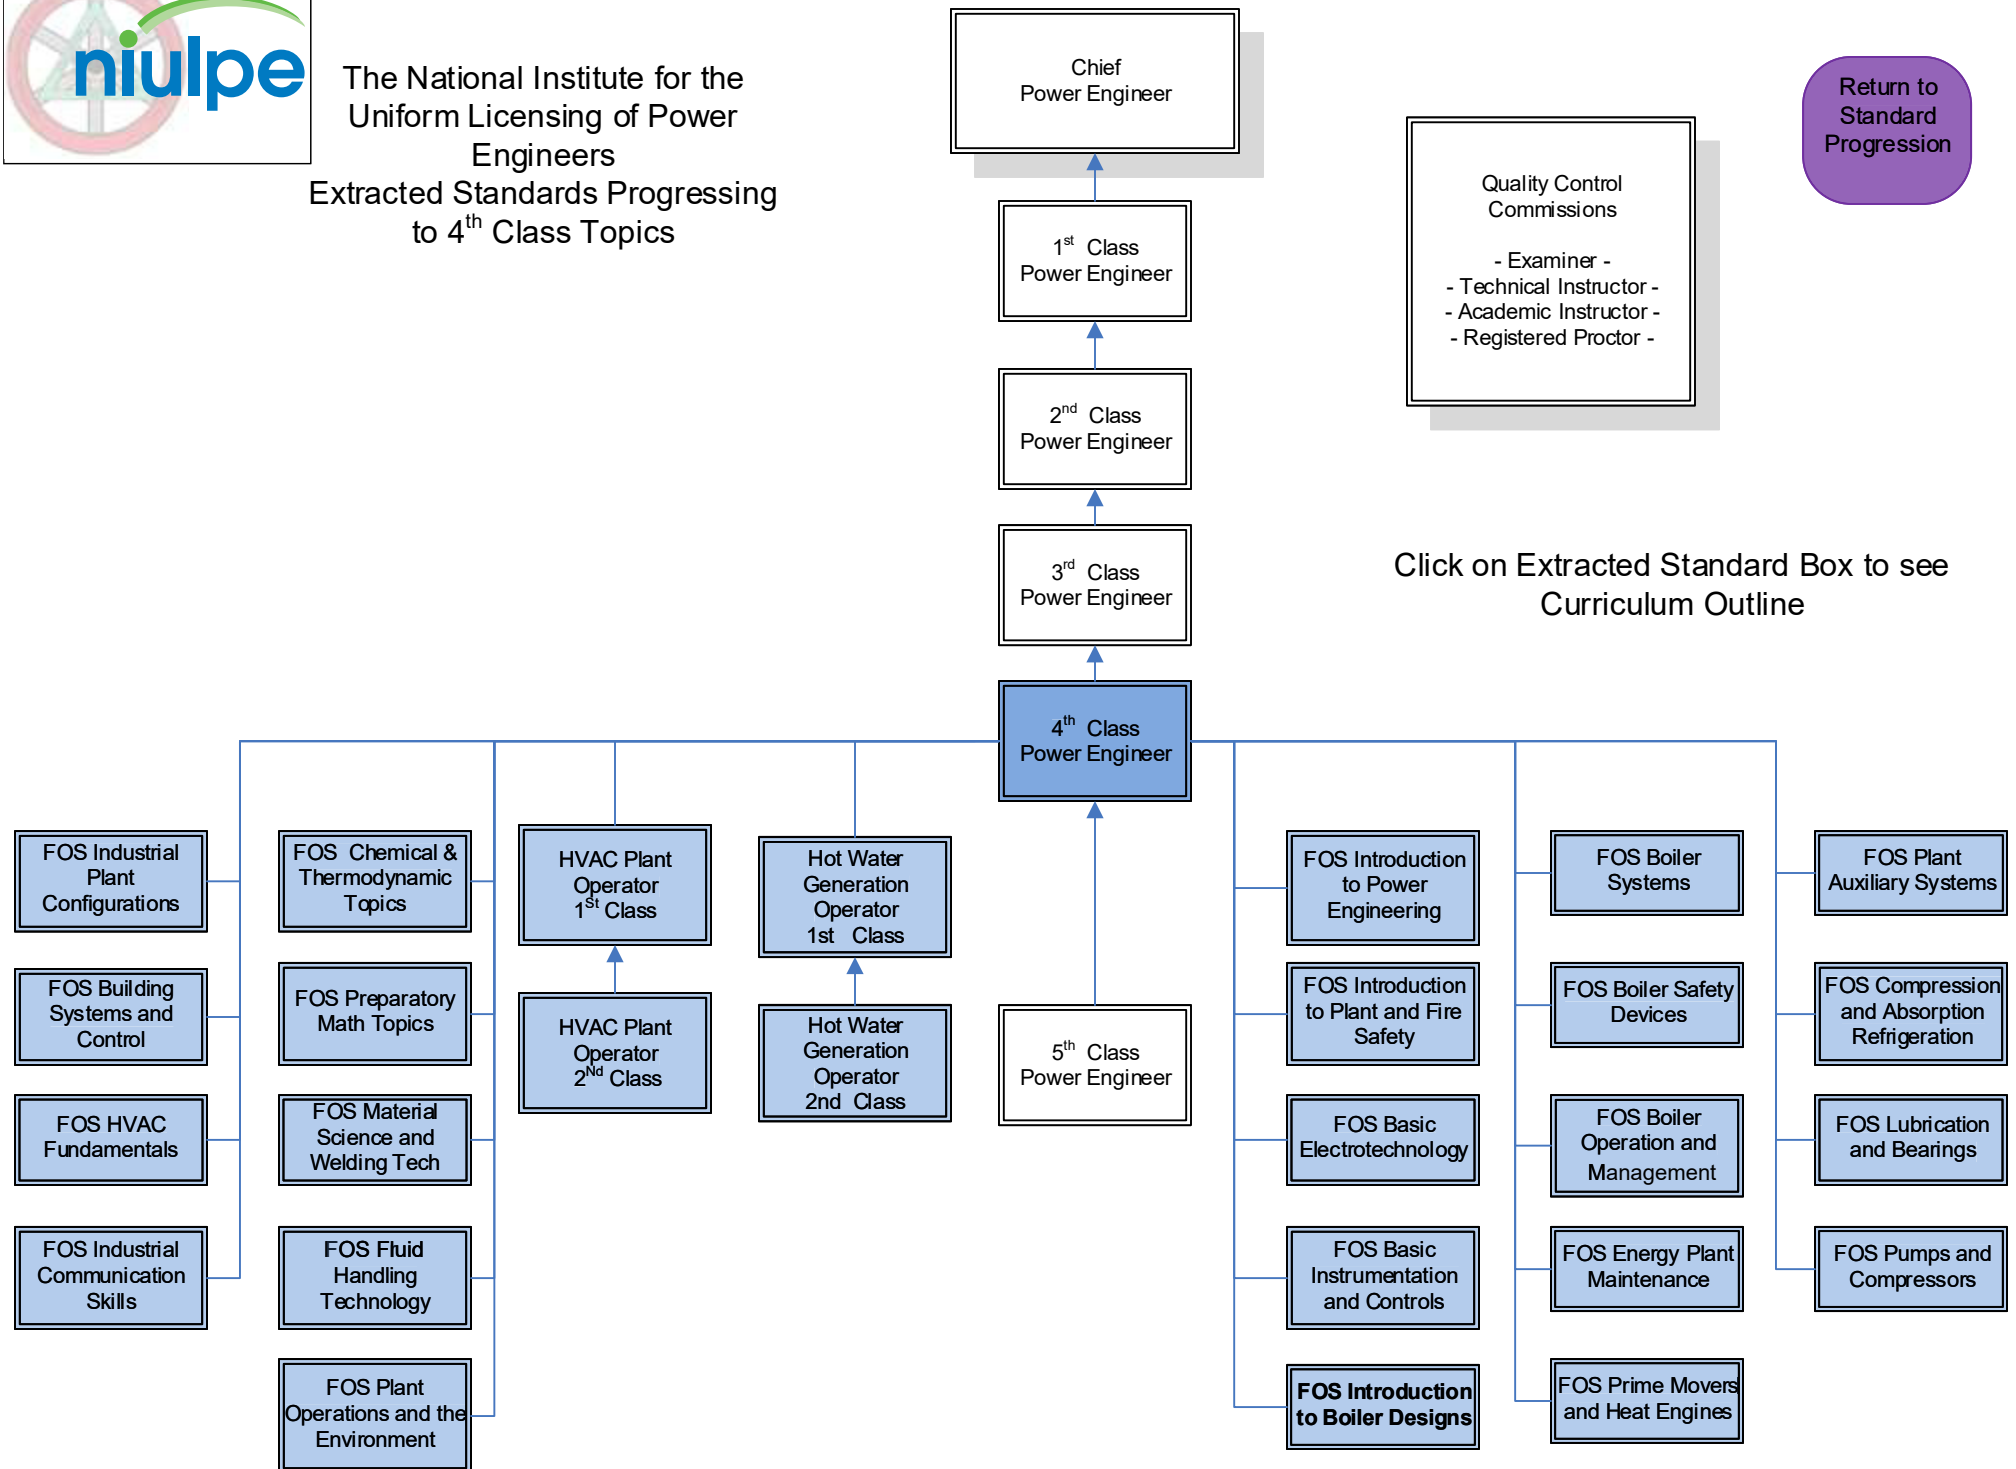 niulpe
The National Institute for the
Uniform Licensing of Power
Engineers
Extracted Standards Progressing
to 4th Class Topics
Chief
Power Engineer
Return to
Standard
Progression
Quality Control
Commissions
- Examiner -
- Technical Instructor -
- Academic Instructor -
- Registered Proctor -
1st Class
Power Engineer
2nd Class
Power Engineer
3rd Class
Power Engineer
Click on Extracted Standard Box to see
Curriculum Outline
4th Class
Power Engineer
FOS Industrial
Plant
Configurations
FOS Building
Systems and
Control
FOS HVAC
Fundamentals
FOS Industrial
Communication
Skills
FOS Chemical &
Thermodynamic
Topics
FOS Preparatory
Math Topics
FOS Material
Science and
Welding Tech
FOS Fluid
Handling
Technology
FOS Plant
Operations and the
Environment
HVAC Plant
Operator
1St Class
HVAC Plant
Operator
2Nd Class
Hot Water
Generation
Operator
1st Class
Hot Water
Generation
Operator
2nd Class
5th Class
Power Engineer
FOS Introduction
to Power
Engineering
FOS Introduction
to Plant and Fire
Safety
FOS Basic
Electrotechnology
FOS Basic
Instrumentation
and Controls
FOS Introduction
to Boiler Designs
FOS Boiler
Systems
FOS Boiler Safety
Devices
FOS Boiler
Operation and
Management
FOS Energy Plant
Maintenance
FOS Prime Movers
and Heat Engines
FOS Plant
Auxiliary Systems
FOS Compression
and Absorption
Refrigeration
FOS Lubrication
and Bearings
FOS Pumps and
Compressors